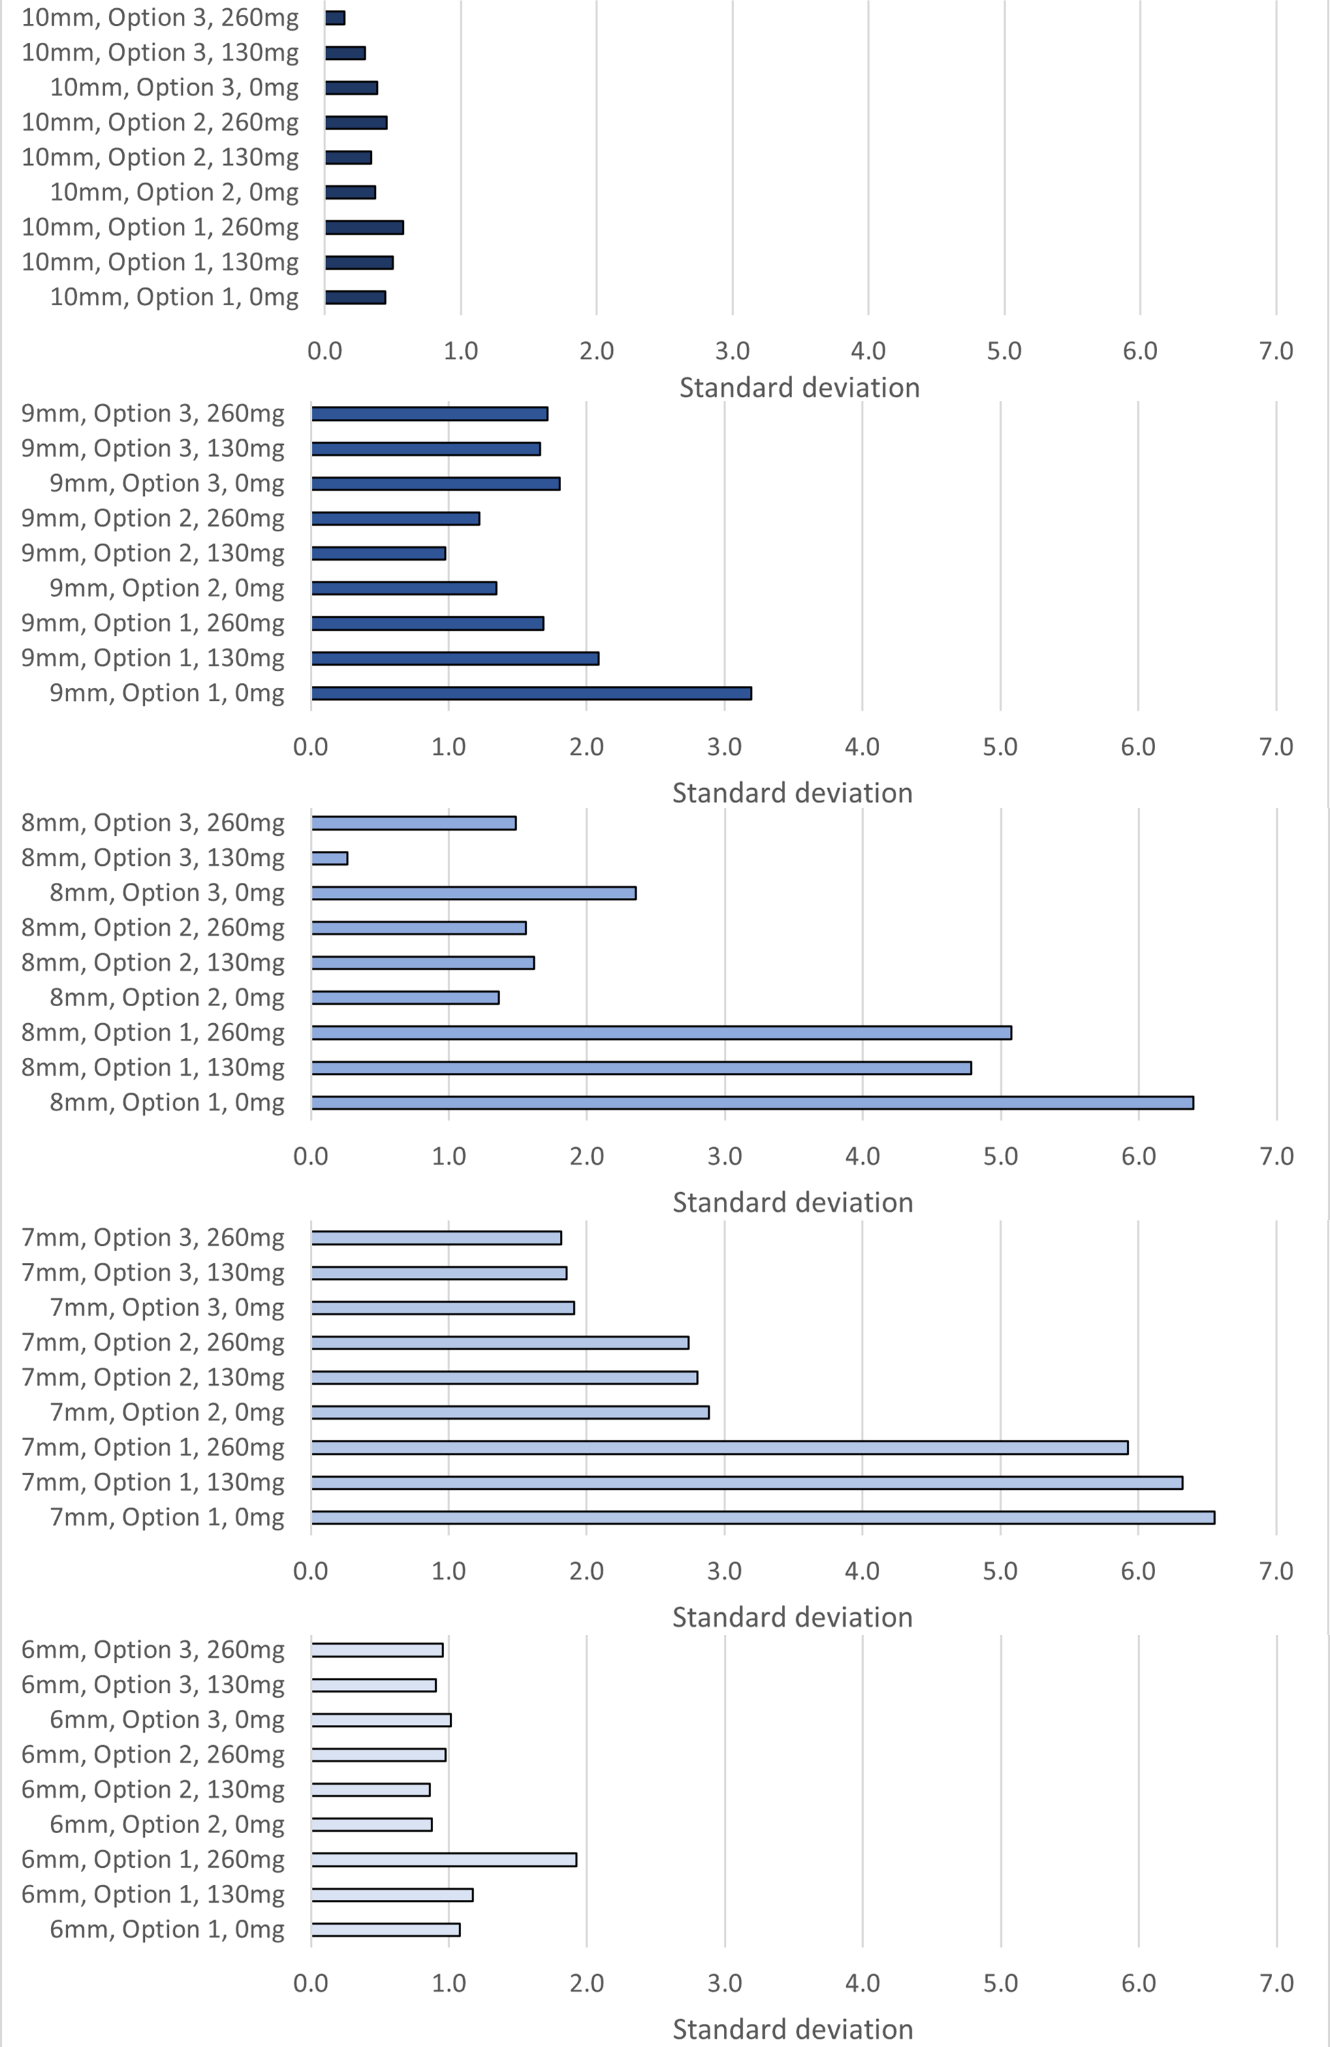 10mm, Option 3, 260mg
10mm, Option 3, 130mg
10mm, Option 3, 0mg
10mm, Option 2, 260mg
10mm, Option 2, 130mg
10mm, Option 2, 0mg
10mm, Option 1, 260mg
10mm, Option 1, 130mg
10mm, Option 1, 0mg
0.0 1.0 2.0 3.0 4.0 5.0 6.0 7.0
Standard deviation
9mm, Option 3, 260mg
9mm, Option 3, 130mg
9mm, Option 3, 0mg
9mm, Option 2, 260mg
9mm, Option 2, 130mg
9mm, Option 2, 0mg
9mm, Option 1, 260mg
9mm, Option 1, 130mg
9mm, Option 1, 0mg
0.0 1.0 2.0 3.0 4.0 5.0 6.0 7.0
Standard deviation
8mm, Option 3, 260mg
8mm, Option 3, 130mg
8mm, Option 3, 0mg
8mm, Option 2, 260mg
8mm, Option 2, 130mg
8mm, Option 2, 0mg
8mm, Option 1, 260mg
8mm, Option 1, 130mg
8mm, Option 1, 0mg
0.0 1.0 2.0 3.0 4.0 5.0 6.0 7.0
Standard deviation
7mm, Option 3, 260mg
7mm, Option 3, 130mg
7mm, Option 3, 0mg
7mm, Option 2, 260mg
7mm, Option 2, 130mg
7mm, Option 2, 0mg
7mm, Option 1, 260mg
7mm, Option 1, 130mg
7mm, Option 1, 0mg
0.0 1.0 2.0 3.0 4.0 5.0 6.0 7.0
Standard deviation
6mm, Option 3, 260mg
6mm, Option 3, 130mg
6mm, Option 3, 0mg
6mm, Option 2, 260mg
6mm, Option 2, 130mg
6mm, Option 2, 0mg
6mm, Option 1, 260mg
6mm, Option 1, 130mg
6mm, Option 1, 0mg
0.0 1.0 2.0 3.0 4.0 5.0 6.0 7.0
Standard deviation